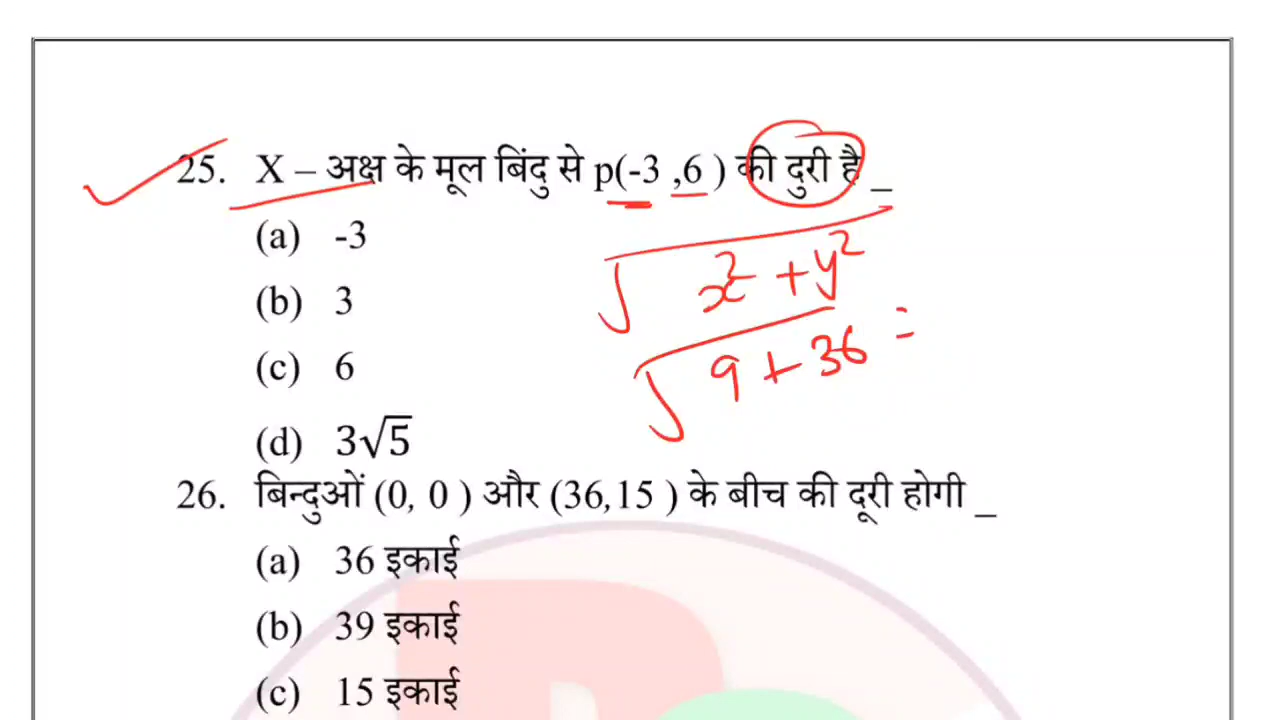 25. X – अक्ष के मूल बिंदु से p(-3 ,6 ) की दुरी है _
(a) -3
(b) 3
√x² + y²
(c) 6
√9 + 36 =
(d) 3√5
26. बिन्दुओं (0, 0 ) और (36,15 ) के बीच की दूरी होगी _
(a) 36 इकाई
(b) 39 इकाई
(c) 15 इकाई